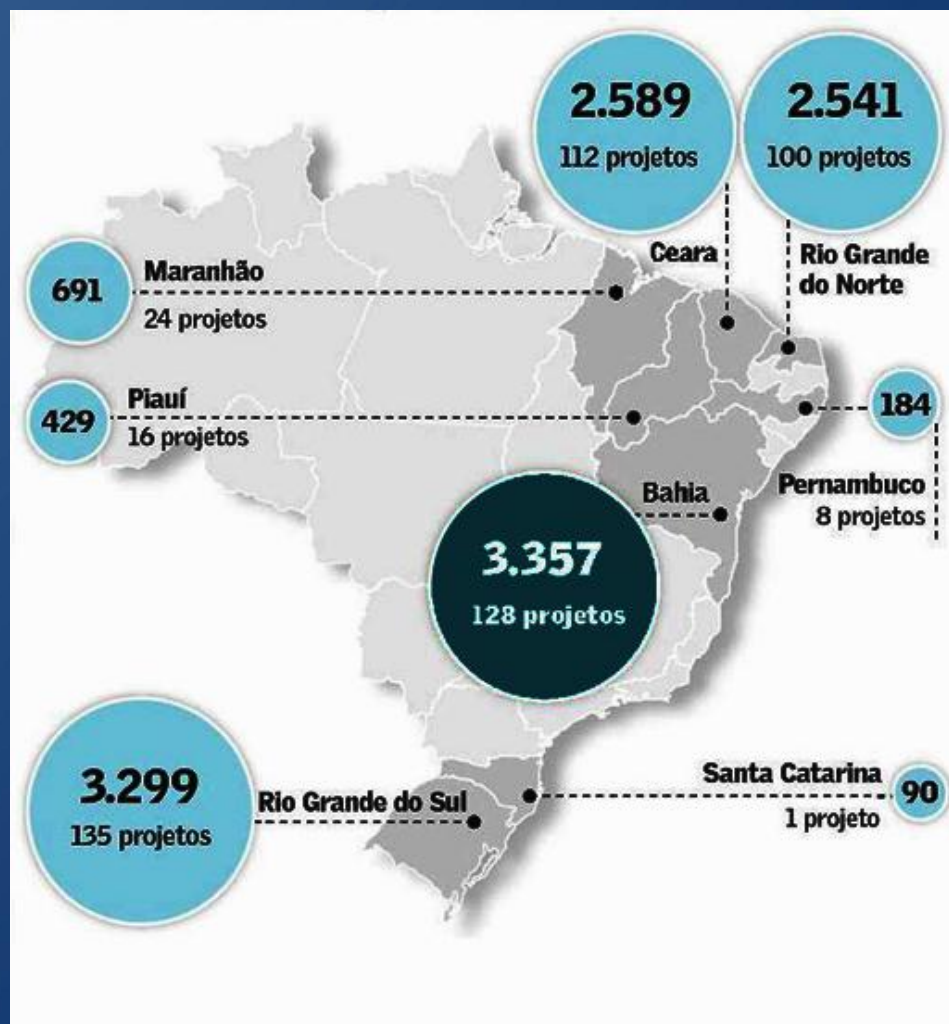 2.589
112 projetos
2.541
100 projetos
Ceara
Rio Grande
do Norte
691
Maranhão
24 projetos
429
Piauí
16 projetos
184
Pernambuco
8 projetos
Bahia
3.357
128 projetos
3.299
135 projetos
Rio Grande do Sul
Santa Catarina
1 projeto
90